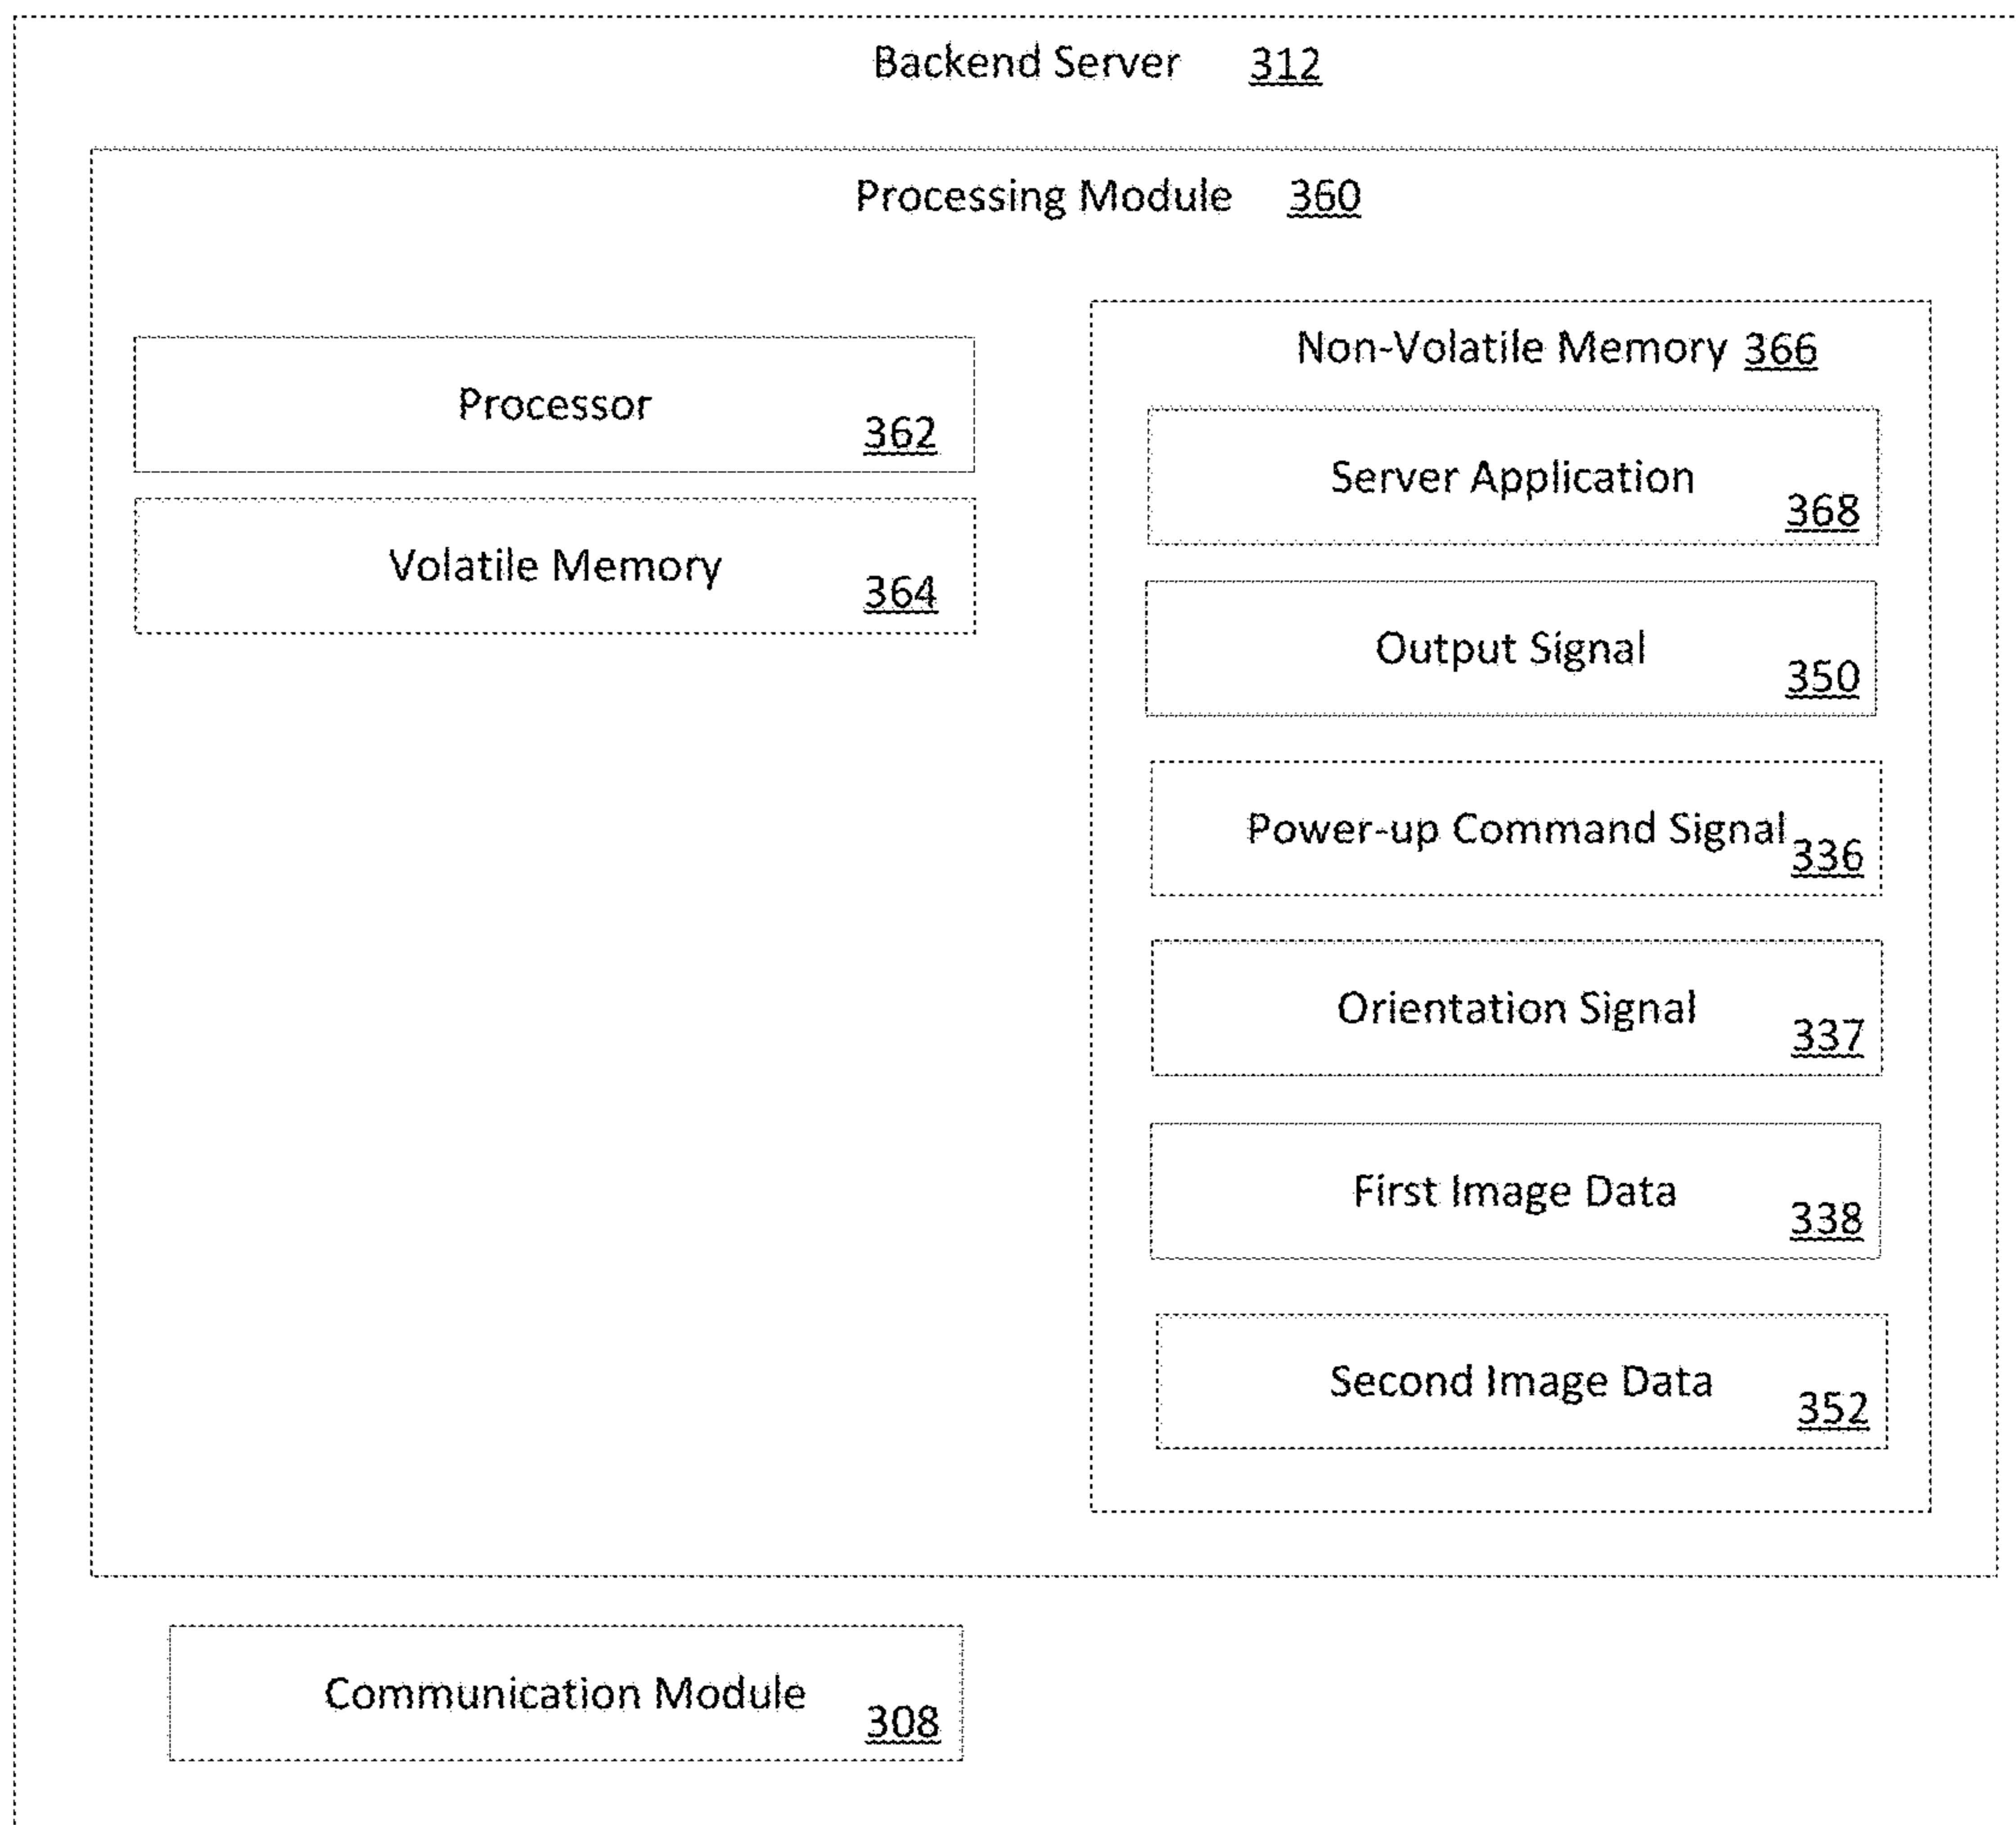 Backend Server 312
Processing Module 360
Processor 362
Volatile Memory 364
Non-Volatile Memory 366
Server Application 368
Output Signal 350
Power-up Command Signal 336
Orientation Signal 337
First Image Data 338
Second Image Data 352
Communication Module 308